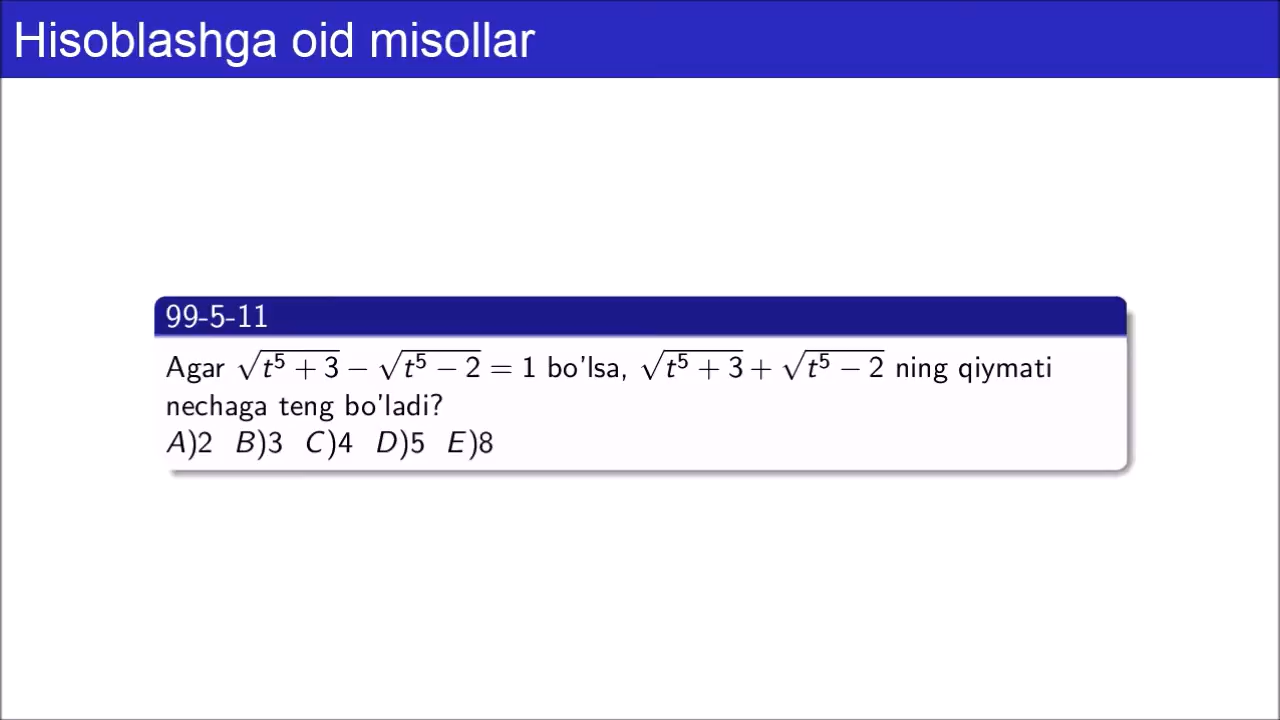 Hisoblashga oid misollar
99-5-11
Agar √(t⁵ + 3) − √(t⁵ − 2) = 1 bo'lsa, √(t⁵ + 3) + √(t⁵ − 2) ning qiymati
nechaga teng bo'ladi?
A)2 B)3 C)4 D)5 E)8